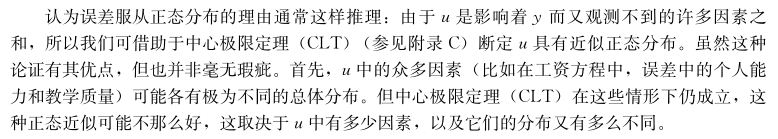 认为误差服从正态分布的理由通常这样推理：由于 u 是影响着 y 而又观测不到的许多因素之
和，所以我们可借助于中心极限定理（CLT）（参见附录 C）断定 u 具有近似正态分布。虽然这种
论证有其优点，但也并非毫无瑕疵。首先，u 中的众多因素（比如在工资方程中，误差中的个人能
力和教学质量）可能各有极为不同的总体分布。但中心极限定理（CLT）在这些情形下仍成立，这
种正态近似可能不那么好，这取决于 u 中有多少因素，以及它们的分布又有多么不同。